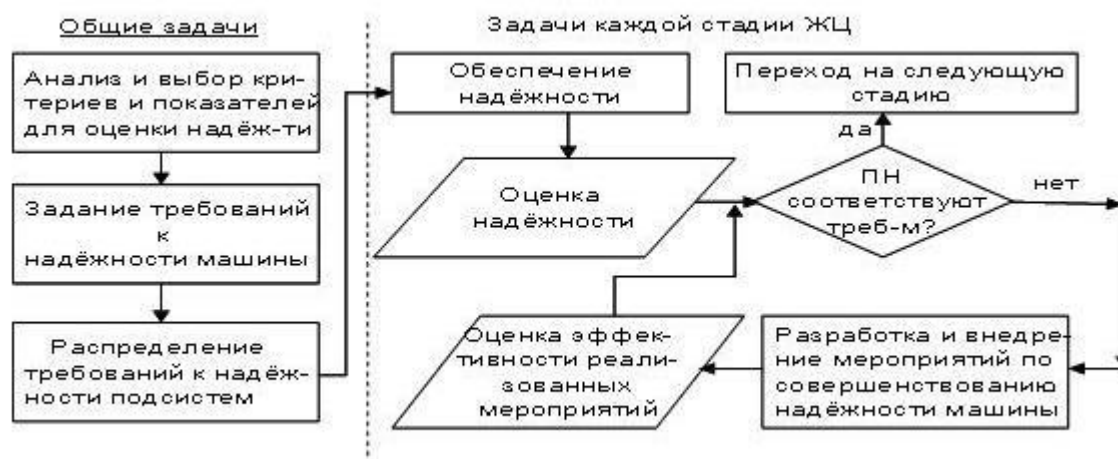 Общие задачи
Анализ и выбор кри-
териев и показателей
для оценки надёж-ти
Задание требований
к
надёжности машины
Распределение
требований к надёж-
ности подсистем
Задачи каждой стадии ЖЦ
Обеспечение
надёжности
Переход на следующую
стадию
да
Оценка
надёжности
ПН
соответствуют
треб-м?
нет
Оценка эффек-
тивности реали-
зованных
мероприятий
Разработка и внедре-
ние мероприятий по
совершенствованию
надёжности машины